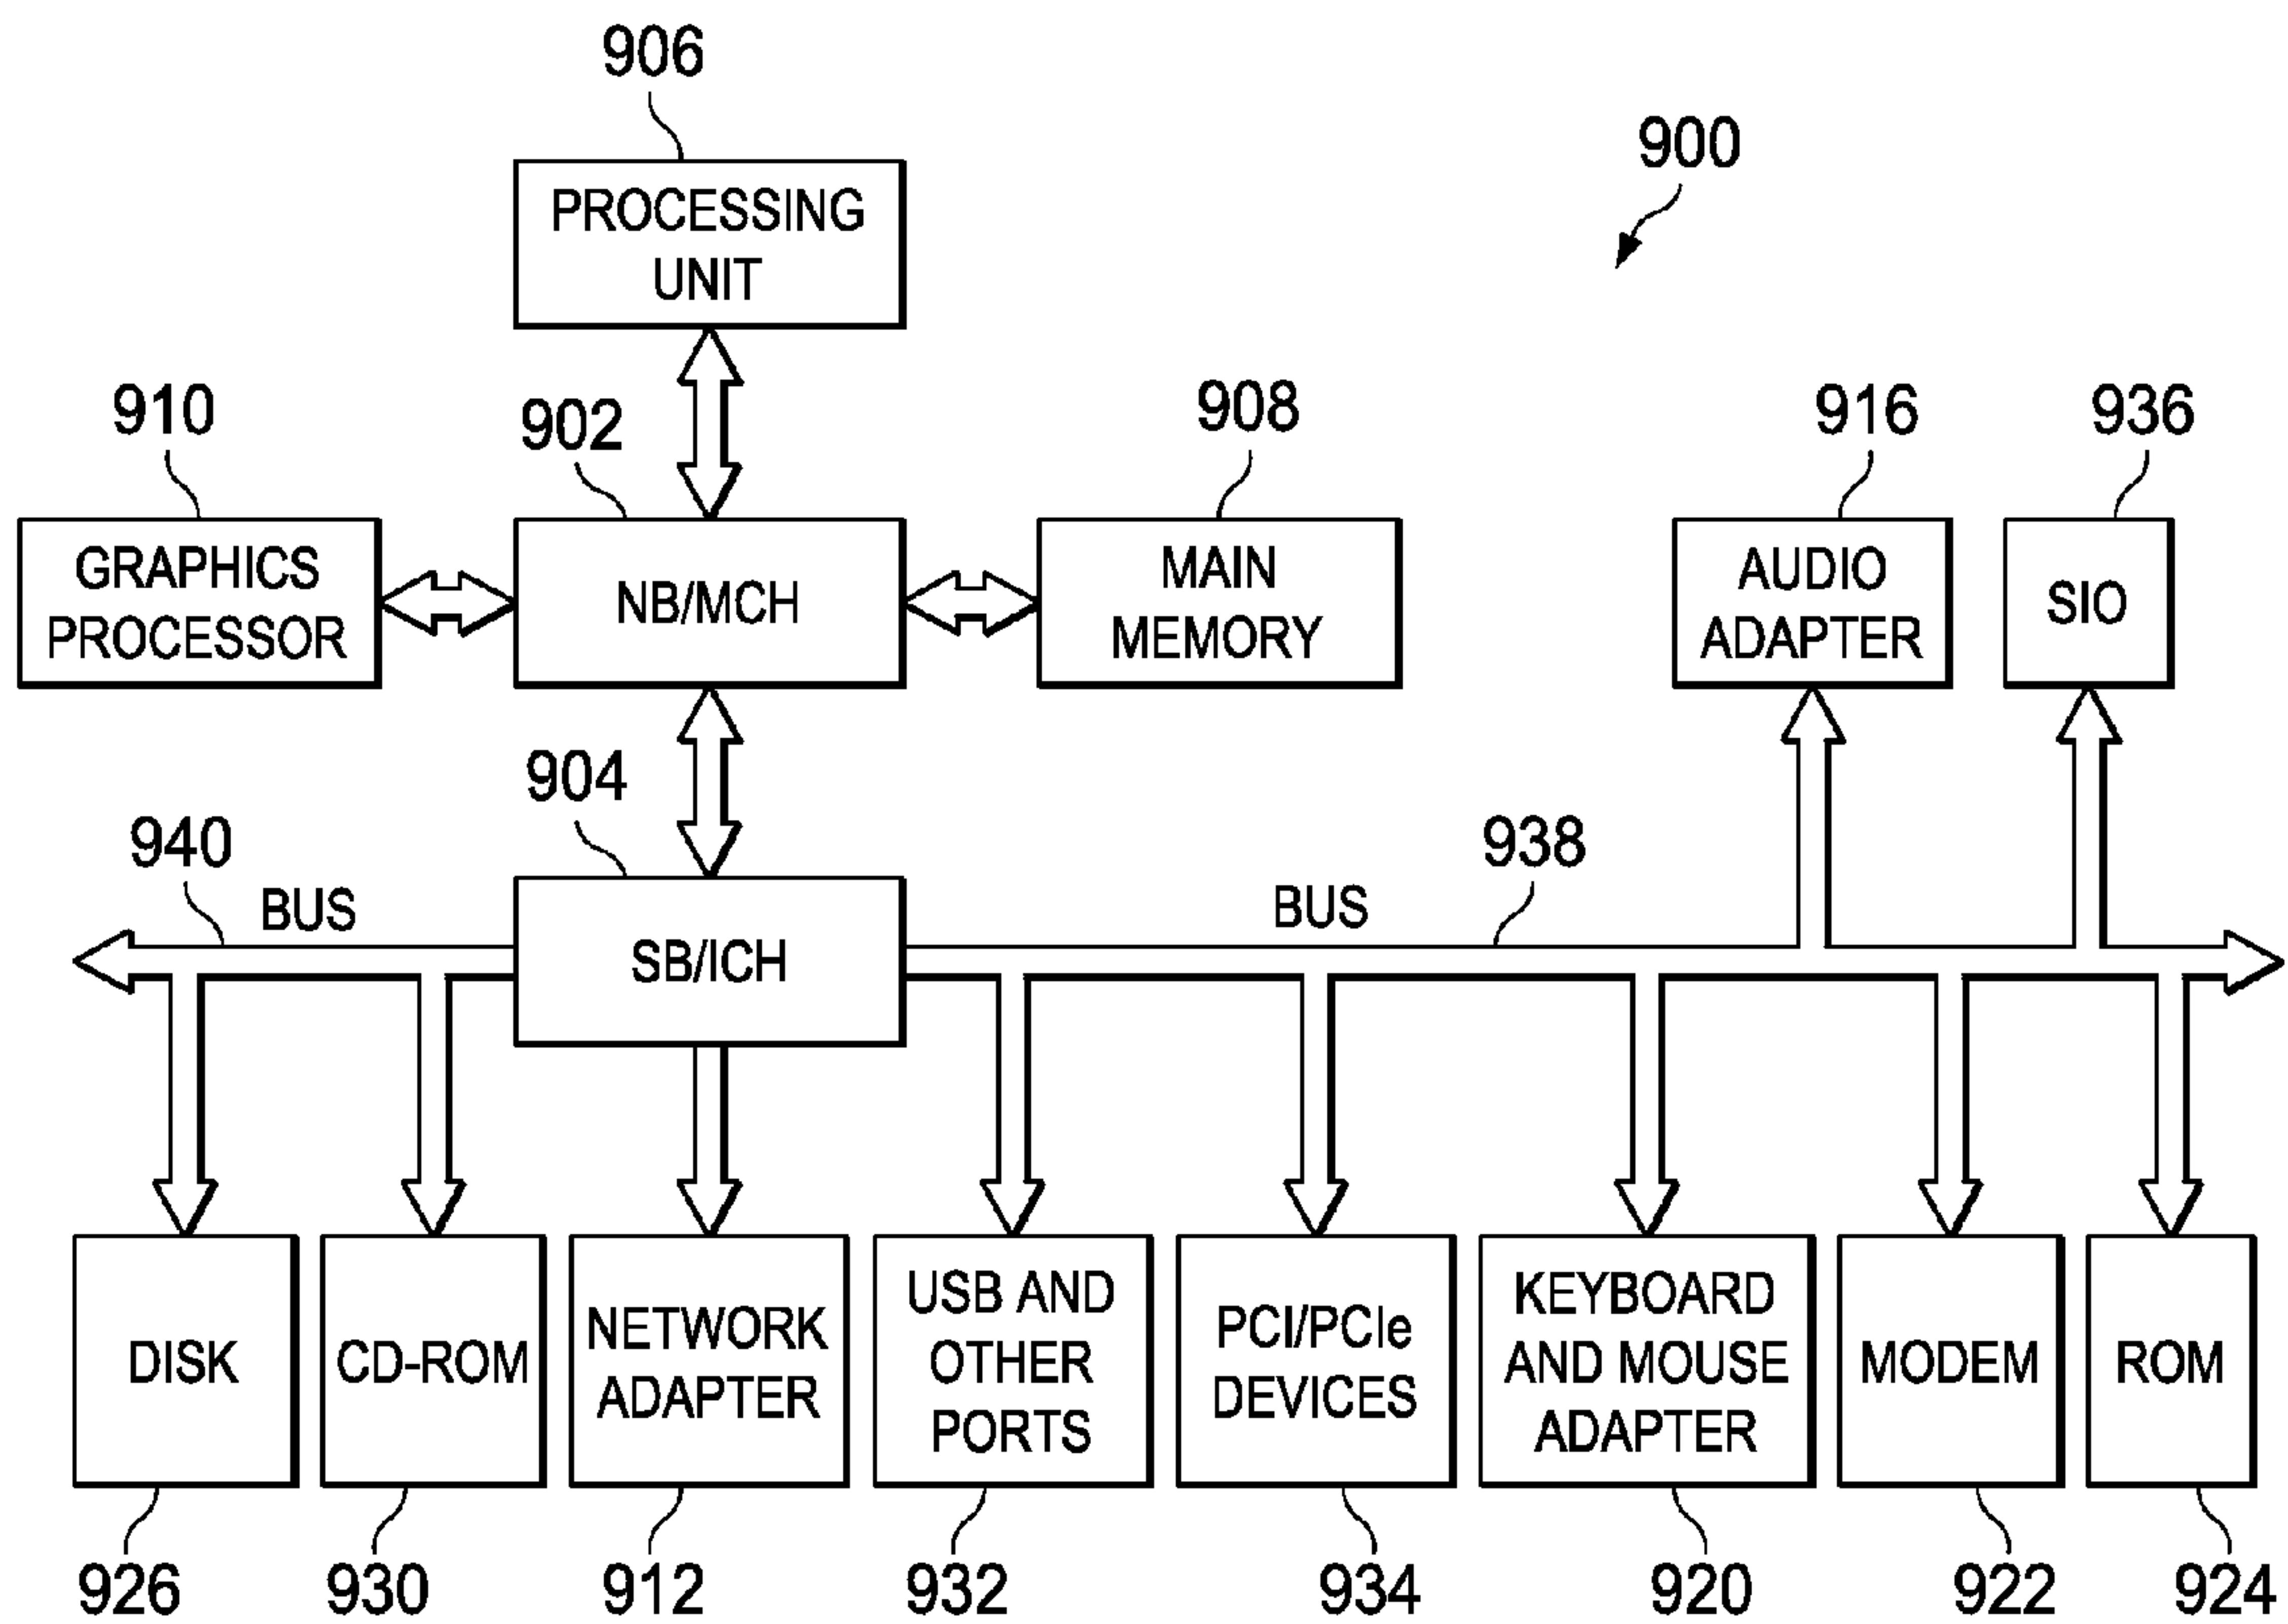 906
900
PROCESSING
UNIT
910
902
908
916
936
GRAPHICS
PROCESSOR
NB/MCH
MAIN
MEMORY
AUDIO
ADAPTER
SIO
904
940
BUS
938
BUS
SB/ICH
DISK
CD-ROM
NETWORK
ADAPTER
USB AND
OTHER
PORTS
PCI/PCIe
DEVICES
KEYBOARD
AND MOUSE
ADAPTER
MODEM
ROM
926
930
912
932
934
920
922
924